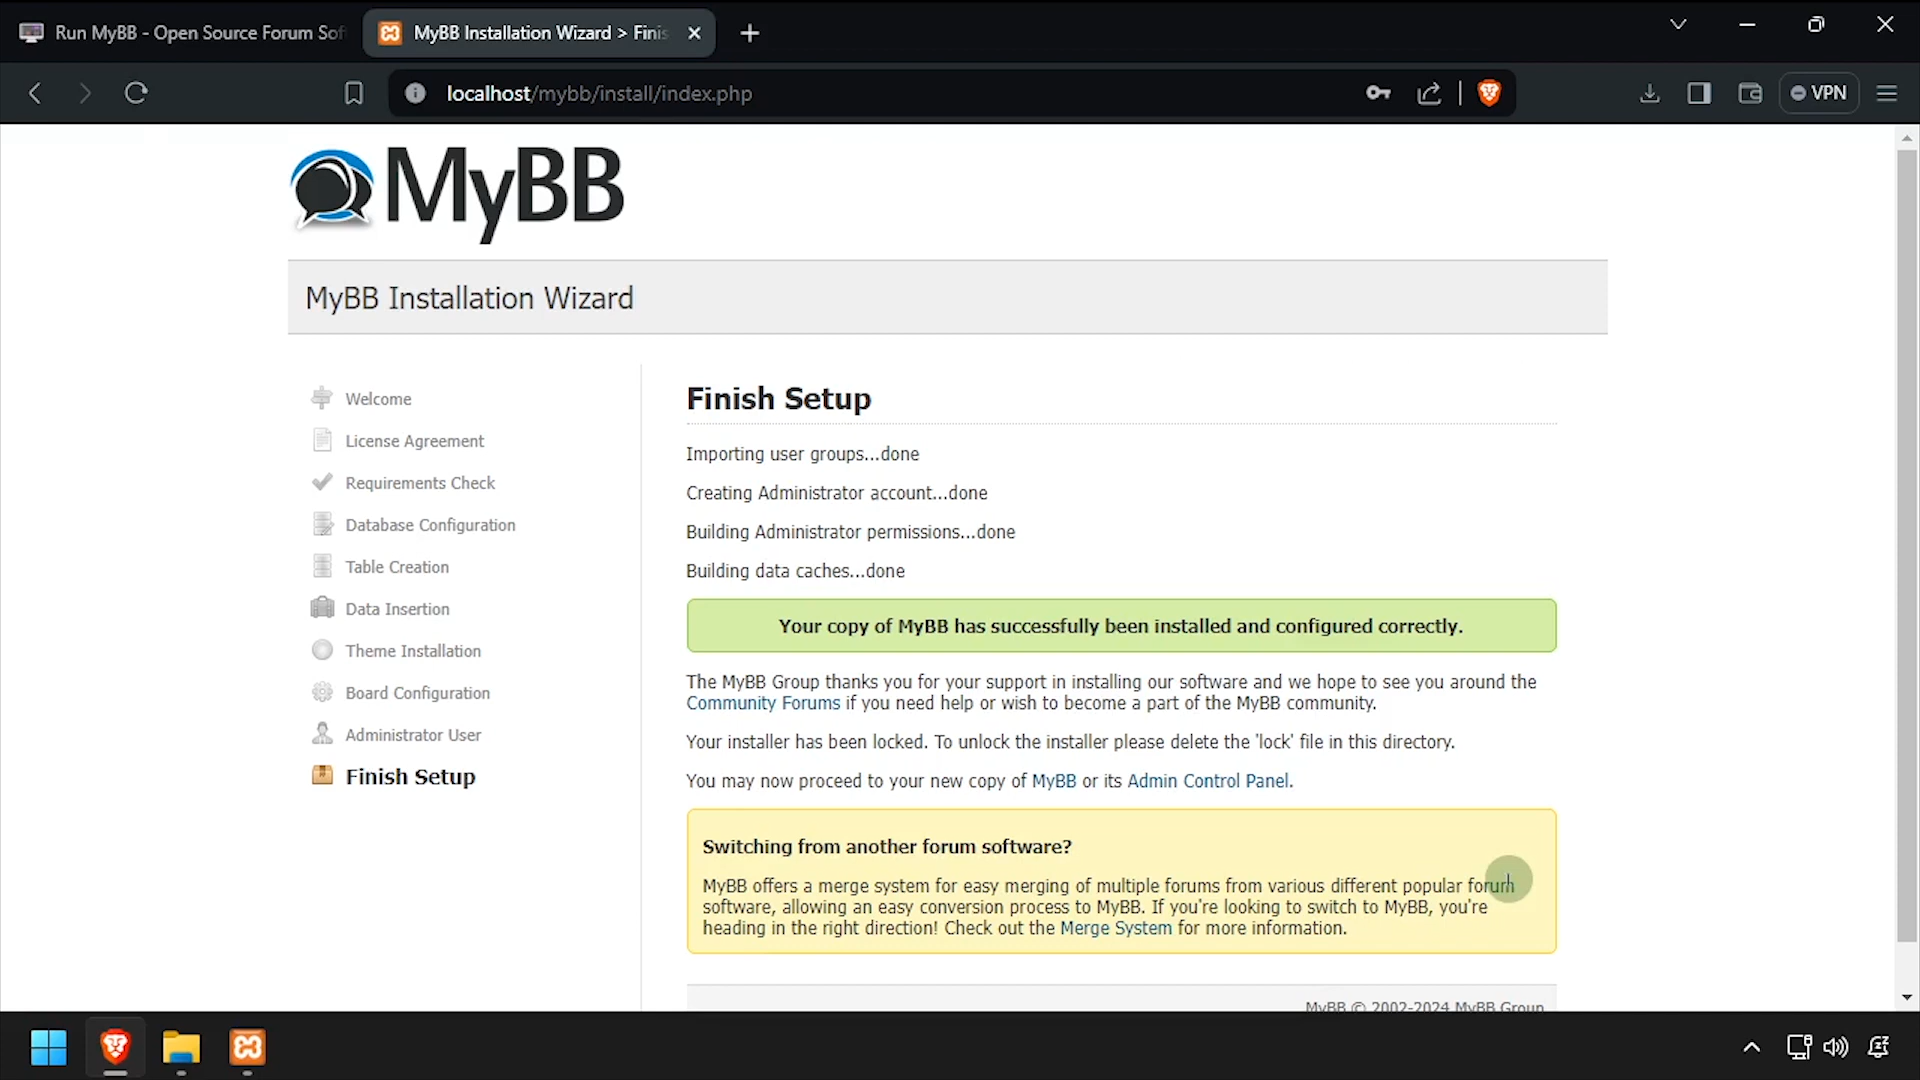 Run MyBB - Open Source Forum Sof
MyBB Installation Wizard > Finis
localhost/mybb/install/index.php
VPN
MyBB
MyBB Installation Wizard
Welcome
License Agreement
Requirements Check
Database Configuration
Table Creation
Data Insertion
Theme Installation
Board Configuration
Administrator User
Finish Setup
Finish Setup
Importing user groups...done
Creating Administrator account...done
Building Administrator permissions...done
Building data caches...done
Your copy of MyBB has successfully been installed and configured correctly.
The MyBB Group thanks you for your support in installing our software and we hope to see you around the
Community Forums if you need help or wish to become a part of the MyBB community.
Your installer has been locked. To unlock the installer please delete the 'lock' file in this directory.
You may now proceed to your new copy of MyBB or its Admin Control Panel.
Switching from another forum software?
MyBB offers a merge system for easy merging of multiple forums from various different popular forum
software, allowing an easy conversion process to MyBB. If you're looking to switch to MyBB, you're
heading in the right direction! Check out the Merge System for more information.
MyBB © 2002-2024 MyBB Group